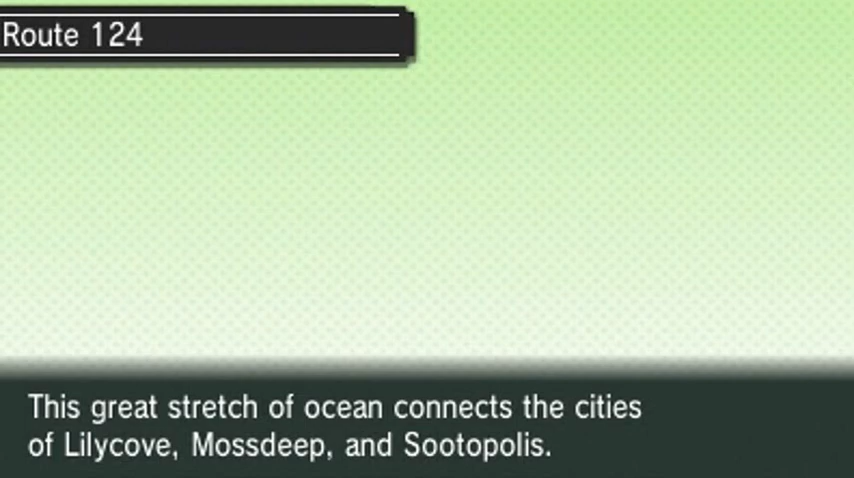 Route 124
This great stretch of ocean connects the cities
of Lilycove, Mossdeep, and Sootopolis.